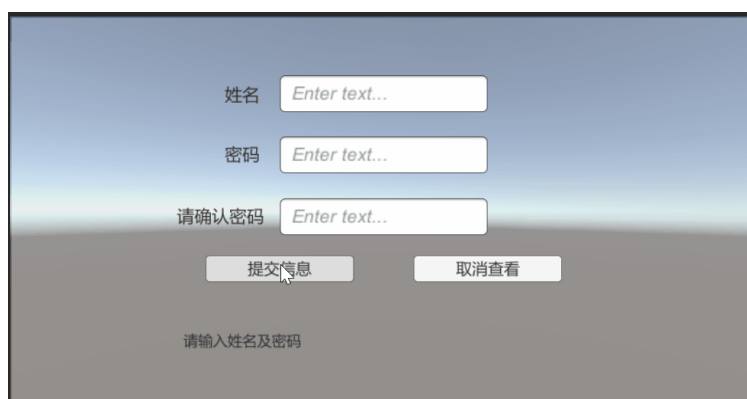 姓名 Enter text...
密码 Enter text...
请确认密码 Enter text...
提交信息 取消查看
请输入姓名及密码